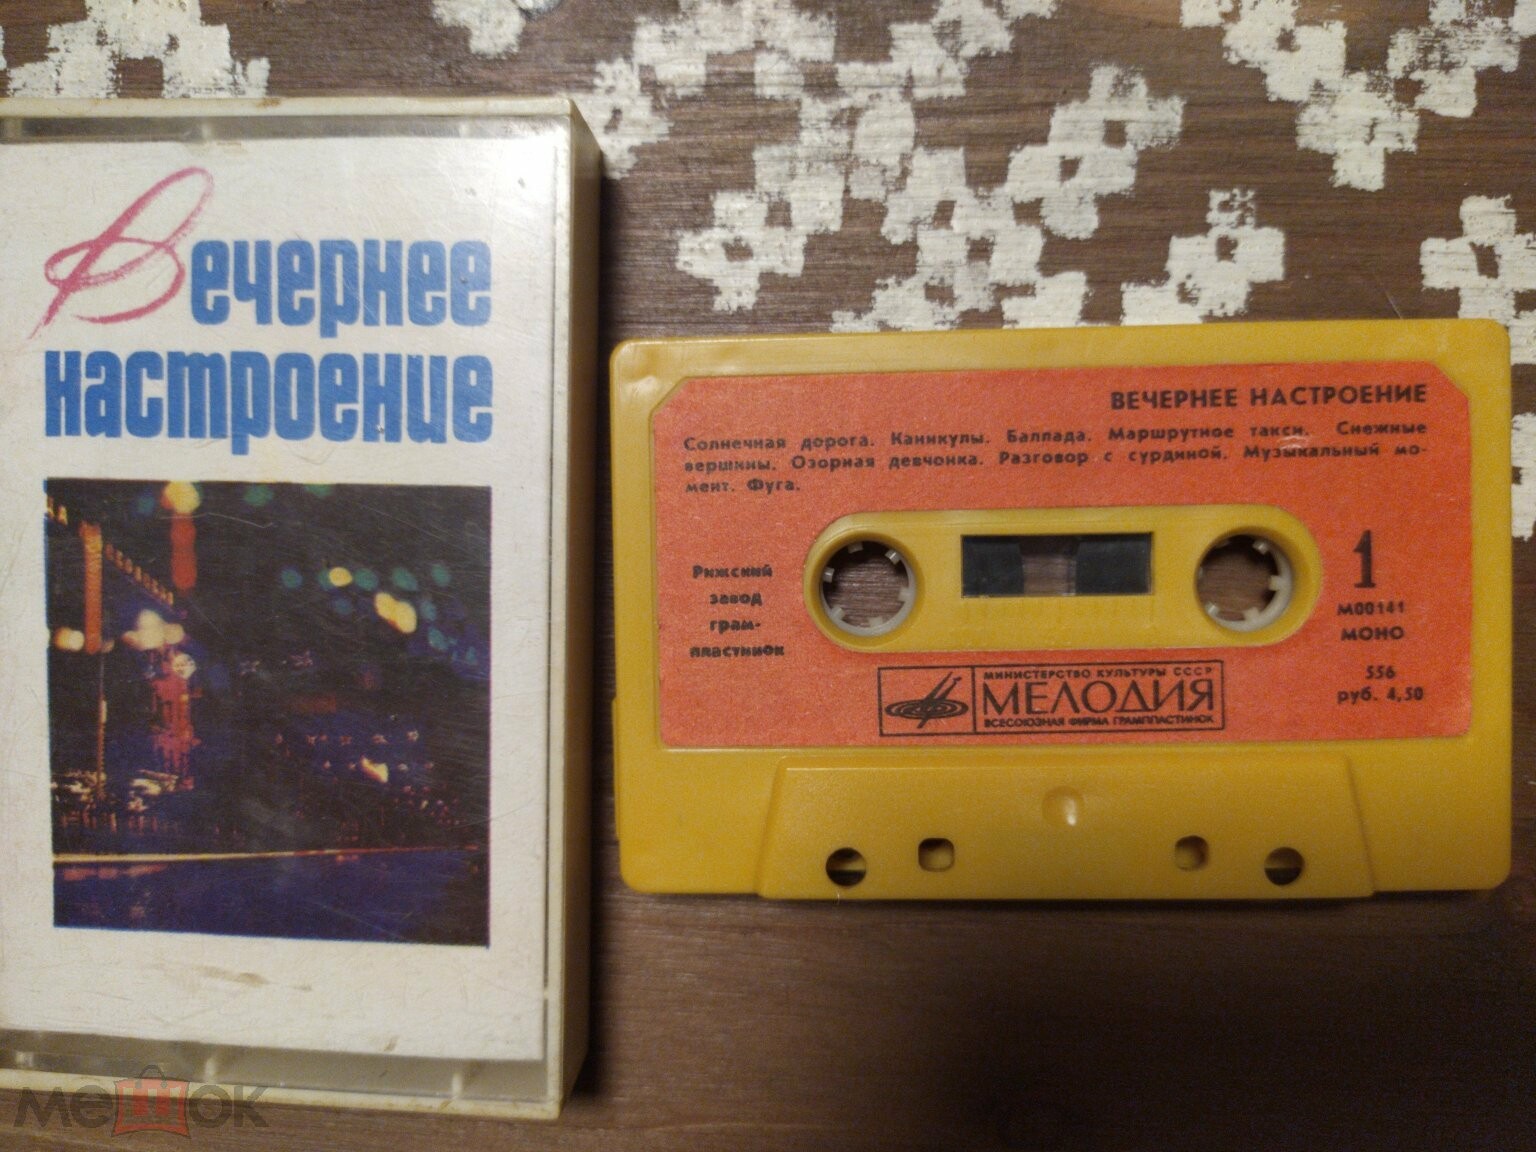 Вечернее
настроение
ВЕЧЕРНЕЕ НАСТРОЕНИЕ
Солнечная дорога. Каникулы. Баллада. Маршрутное такси. Снежные
вершины. Озорная девчонка. Разговор с сурдиной. Музыкальный мо-
мент. Фуга.
Рижский
завод
грам-
пластинок
1
М00141
МОНО
556
руб. 4,50
МИНИСТЕРСТВО КУЛЬТУРЫ СССР
МЕЛОДИЯ
ВСЕСОЮЗНАЯ ФИРМА ГРАМПЛАСТИНОК
мешок